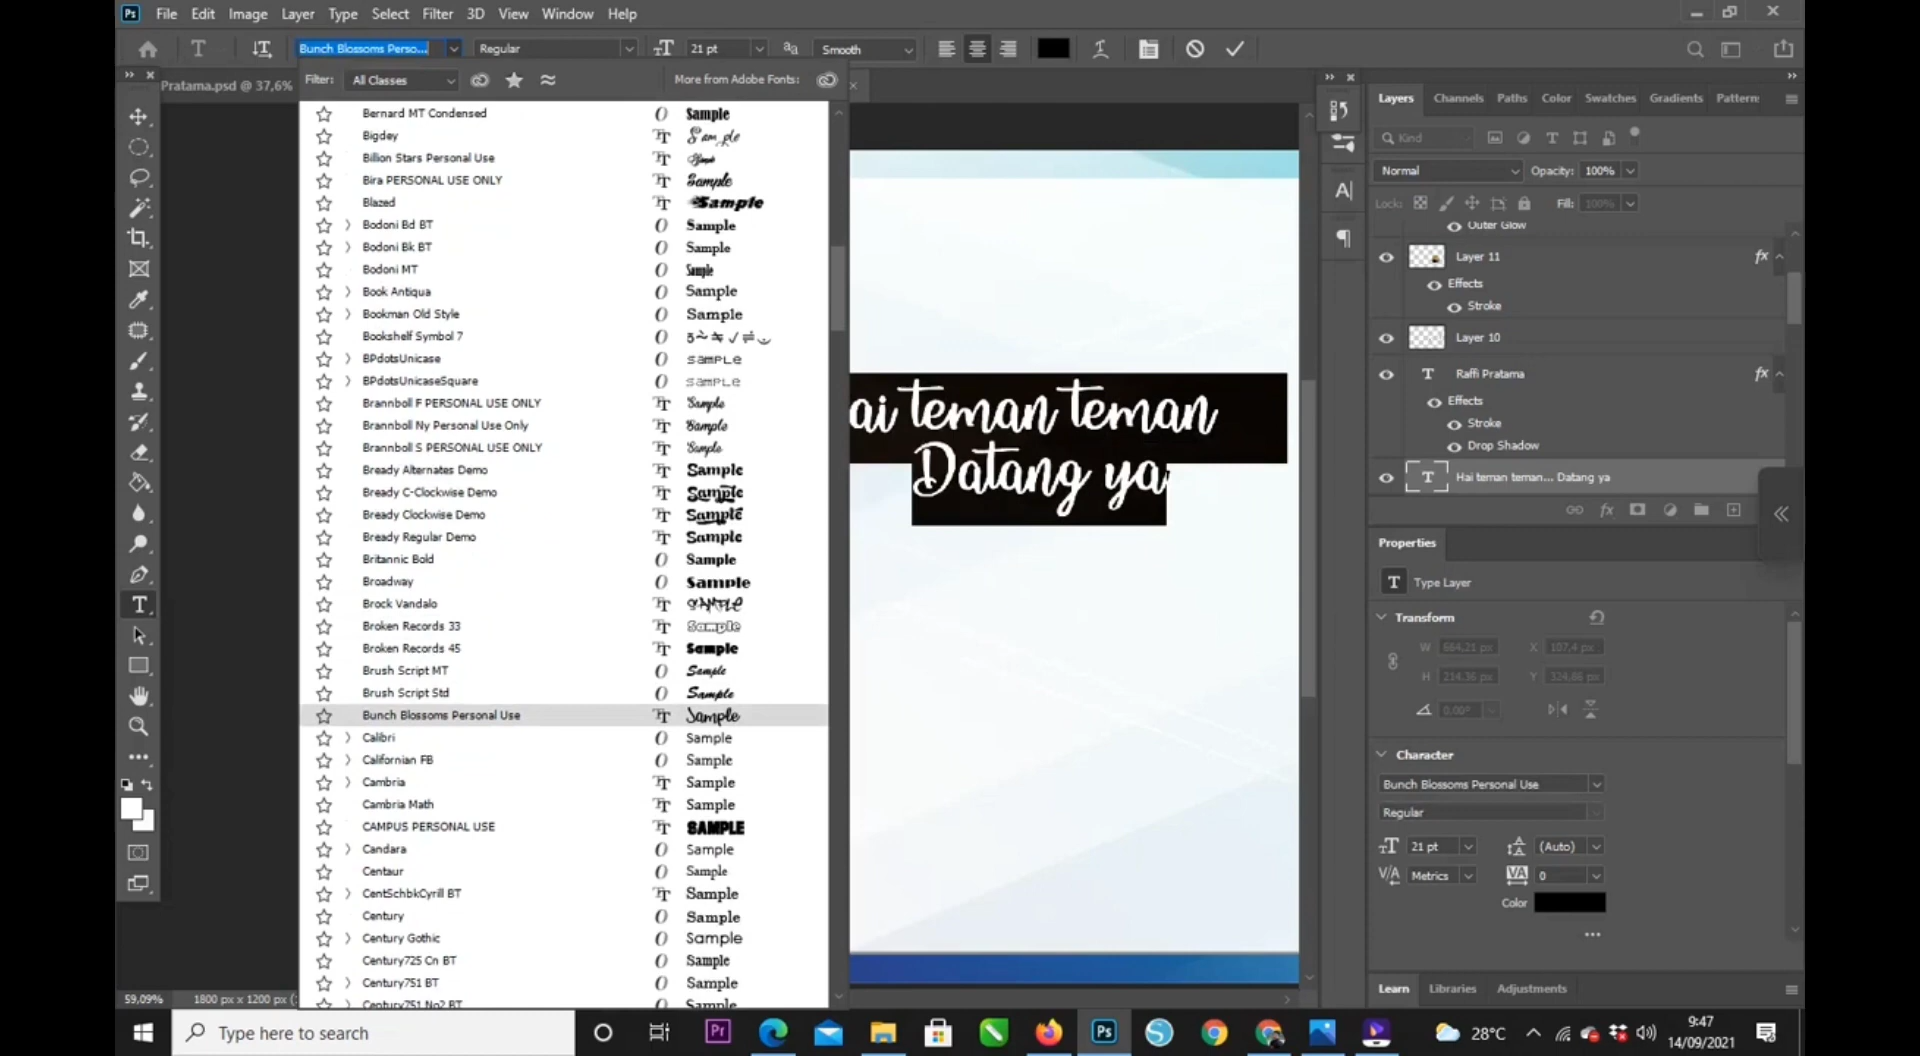 Ps File Edit Image Layer Type Select Filter 3D View Window Help
Bunch Blossoms Perso... Regular 21 pt aa Smooth
Filter: All Classes More from Adobe Fonts:
Pratama.psd @ 37,6%
Bernard MT Condensed Sample
Bigdey Sample
Billion Stars Personal Use Sample
Bira PERSONAL USE ONLY Sample
Blazed Sample
Bodoni Bd BT Sample
Bodoni Bk BT Sample
Bodoni MT Sample
Book Antiqua Sample
Bookman Old Style Sample
Bookshelf Symbol 7
BPdotsUnicase sample
BPdotsUnicaseSquare sample
Brannboll F PERSONAL USE ONLY Sample
Brannboll Ny Personal Use Only Sample
Brannboll S PERSONAL USE ONLY Sample
Bready Alternates Demo Sample
Bready C-Clockwise Demo Sample
Bready Clockwise Demo Sample
Bready Regular Demo Sample
Britannic Bold Sample
Broadway Sample
Brock Vandalo SAMPLE
Broken Records 33 Sample
Broken Records 45 Sample
Brush Script MT Sample
Brush Script Std Sample
Bunch Blossoms Personal Use Sample
Calibri Sample
Californian FB Sample
Cambria Sample
Cambria Math Sample
CAMPUS PERSONAL USE SAMPLE
Candara Sample
Centaur Sample
CentSchbkCyrill BT Sample
Century Sample
Century Gothic Sample
Century725 Cn BT Sample
Century751 BT Sample
Century751 No2 BT Sample
ai teman teman
Datang ya
Layers Channels Paths Color Swatches Gradients Pattern
Kind
Normal Opacity: 100%
Lock: Fill: 100%
Outer Glow
Layer 11 fx
Effects
Stroke
Layer 10
T Raffi Pratama fx
Effects
Stroke
Drop Shadow
T Hai teman teman... Datang ya
fx
Properties
T Type Layer
Transform
W 664,21 px X 107,4 px
H 214,36 px Y 324,86 px
0,00°
Character
Bunch Blossoms Personal Use
Regular
21 pt (Auto)
Metrics 0
Color
Learn Libraries Adjustments
59,09% 1800 px x 1200 px (
Type here to search Pr Ps 28°C 9:47
14/09/2021